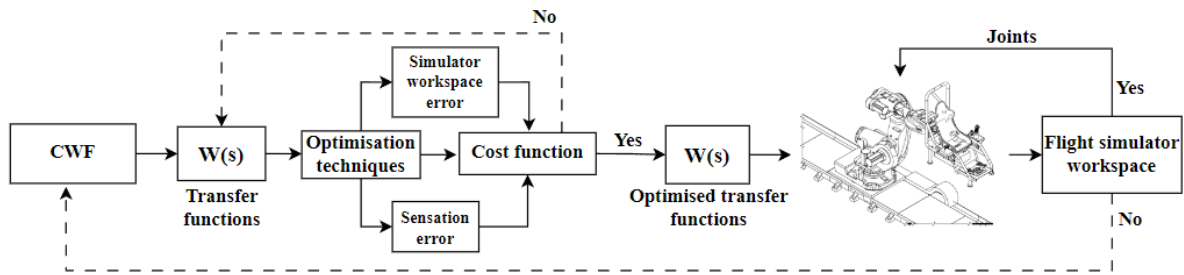 No
Joints
Simulator
workspace
error
Yes
CWF
W(s)
Optimisation
techniques
Cost function
Yes
W(s)
Flight simulator
workspace
Transfer
functions
Sensation
error
Optimised transfer
functions
No